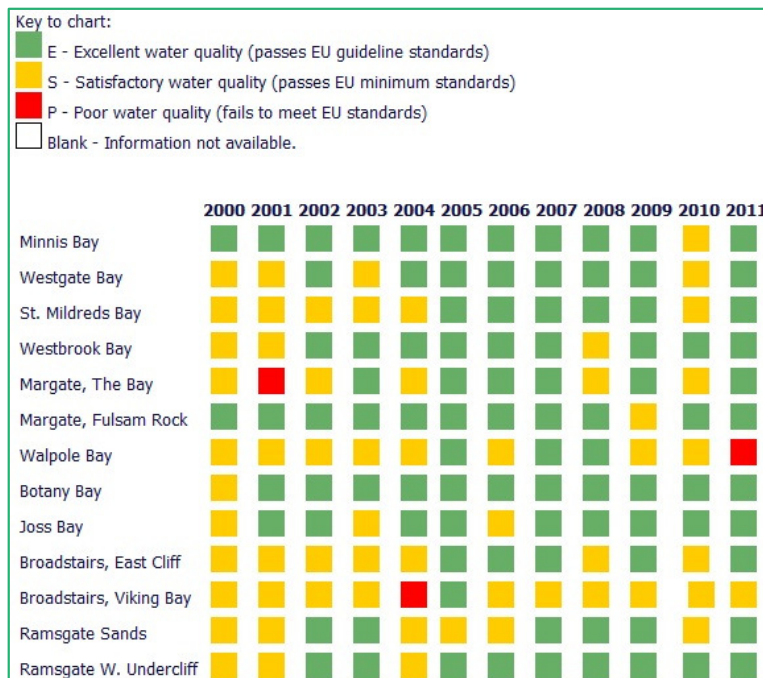 Key to chart:
E - Excellent water quality (passes EU guideline standards)
S - Satisfactory water quality (passes EU minimum standards)
P - Poor water quality (fails to meet EU standards)
Blank - Information not available.
2000 2001 2002 2003 2004 2005 2006 2007 2008 2009 2010 2011
Minnis Bay
Westgate Bay
St. Mildreds Bay
Westbrook Bay
Margate, The Bay
Margate, Fulsam Rock
Walpole Bay
Botany Bay
Joss Bay
Broadstairs, East Cliff
Broadstairs, Viking Bay
Ramsgate Sands
Ramsgate W. Undercliff